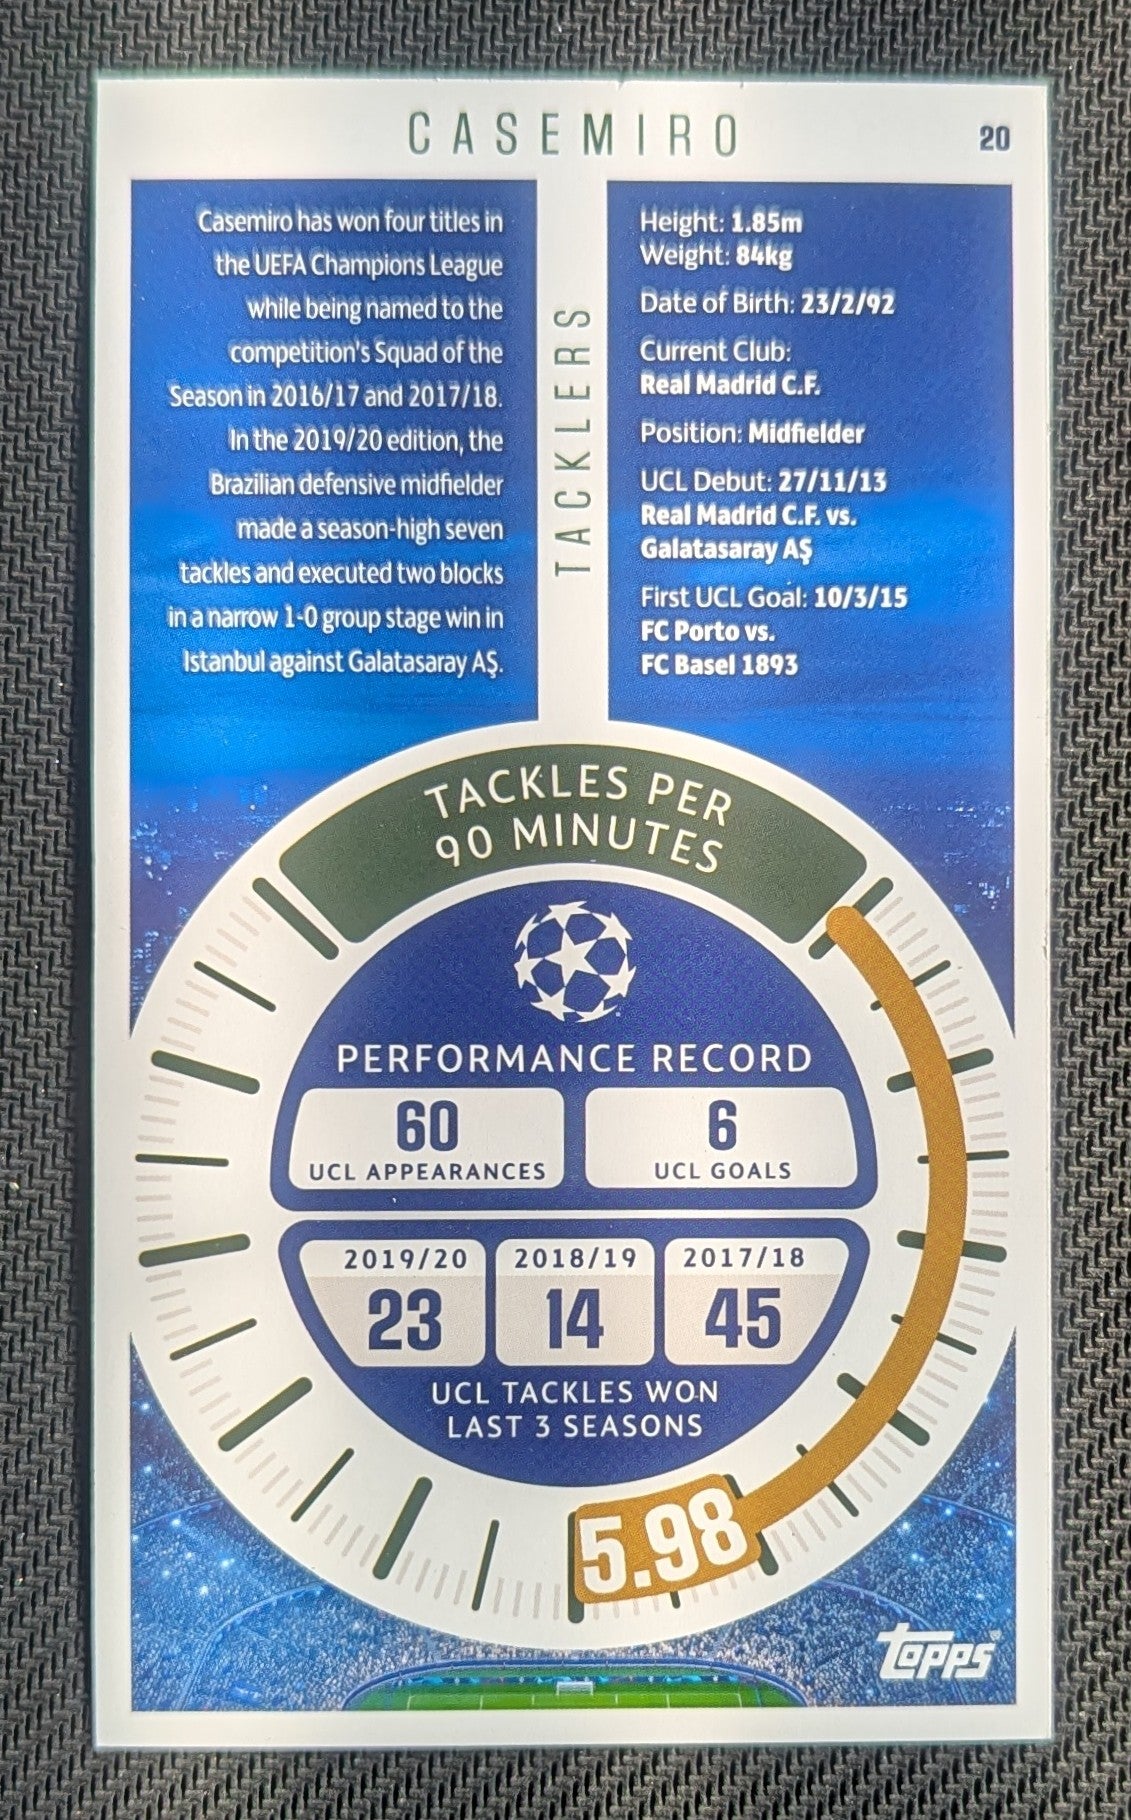 CASEMIRO
20
Casemiro has won four titles in
the UEFA Champions League
while being named to the
competition's Squad of the
Season in 2016/17 and 2017/18.
In the 2019/20 edition, the
Brazilian defensive midfielder
made a season-high seven
tackles and executed two blocks
in a narrow 1-0 group stage win in
Istanbul against Galatasaray AŞ.
TACKLERS
Height: 1.85m
Weight: 84kg
Date of Birth: 23/2/92
Current Club:
Real Madrid C.F.
Position: Midfielder
UCL Debut: 27/11/13
Real Madrid C.F. vs.
Galatasaray AŞ
First UCL Goal: 10/3/15
FC Porto vs.
FC Basel 1893
TACKLES PER
90 MINUTES
PERFORMANCE RECORD
60
UCL APPEARANCES
6
UCL GOALS
2019/20
23
2018/19
14
2017/18
45
UCL TACKLES WON
LAST 3 SEASONS
5.98
topps